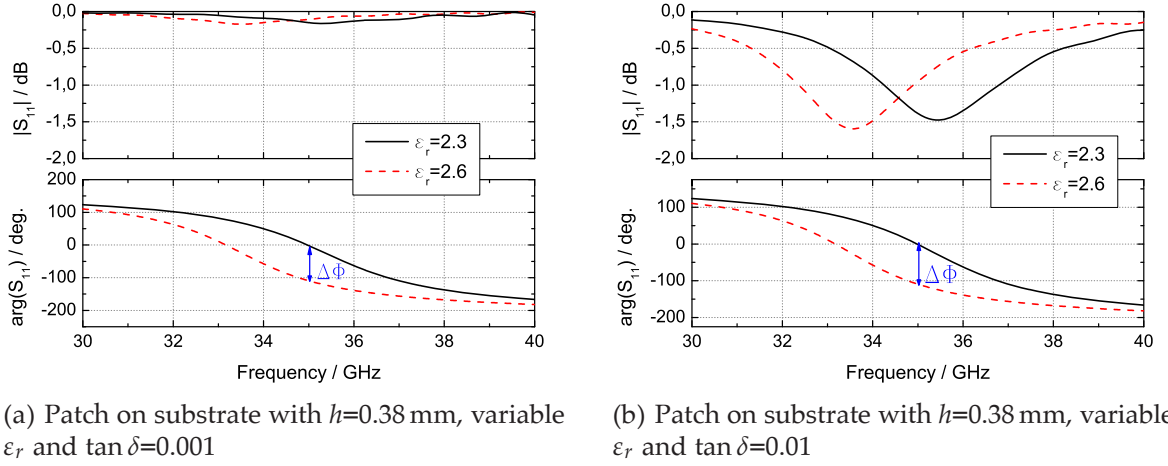 0,0
-0,5
-1,0
-1,5
-2,0
|S11| / dB
εr=2.3
εr=2.6
200
100
0
-100
-200
arg(S11) / deg.
ΔΦ
30 32 34 36 38 40
Frequency / GHz
(a) Patch on substrate with h=0.38 mm, variable
εr and tan δ=0.001
0,0
-0,5
-1,0
-1,5
-2,0
|S11| / dB
εr=2.3
εr=2.6
100
0
-100
-200
arg(S11) / deg.
ΔΦ
30 32 34 36 38 40
Frequency / GHz
(b) Patch on substrate with h=0.38 mm, variable
εr and tan δ=0.01